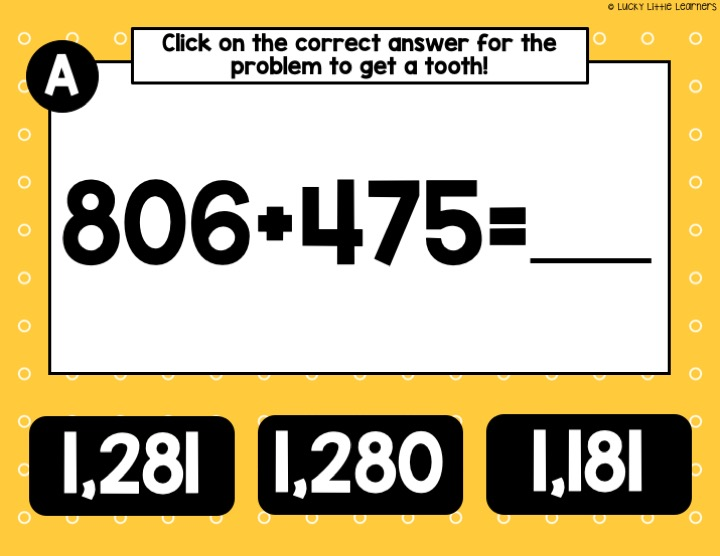 © Lucky Little Learners
Click on the correct answer for the
problem to get a tooth!
A
806+475=___
1,281
1,280
1,181